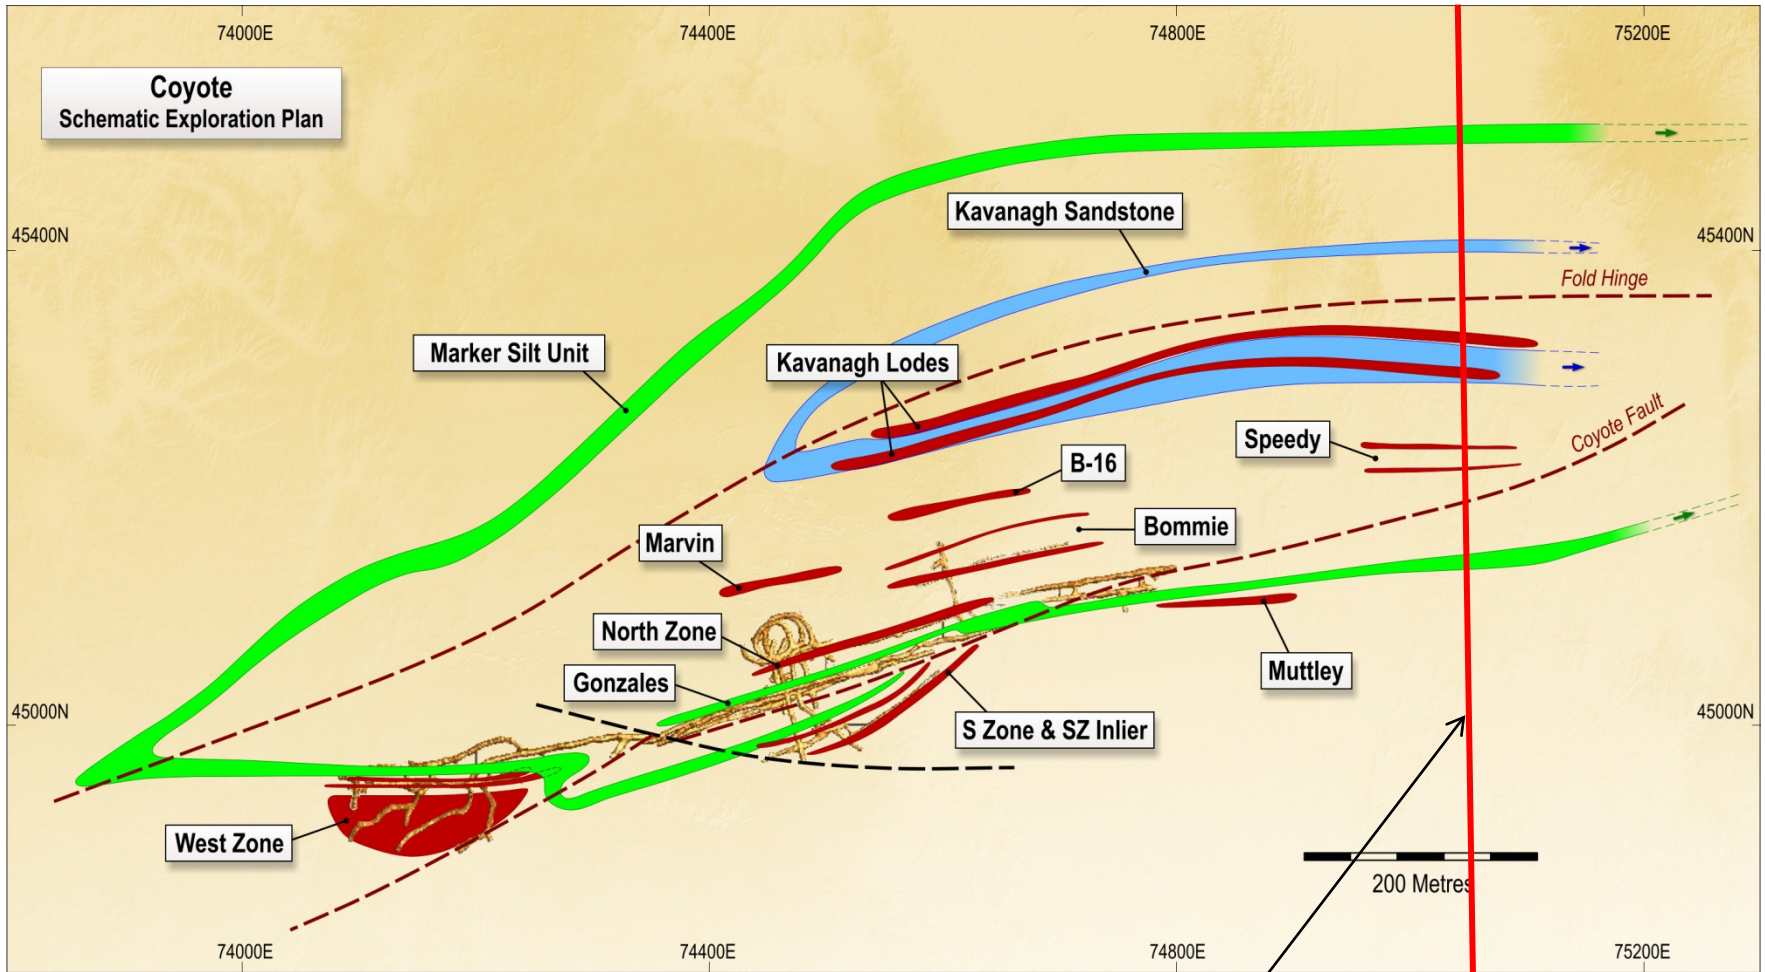 74000E
74400E
74800E
75200E
Coyote
Schematic Exploration Plan
Kavanagh Sandstone
45400N
45400N
Fold Hinge
Marker Silt Unit
Kavanagh Lodes
Coyote Fault
Speedy
B-16
Bommie
Marvin
North Zone
Gonzales
Muttley
45000N
45000N
S Zone & SZ Inlier
West Zone
200 Metres
74000E
74400E
74800E
75200E